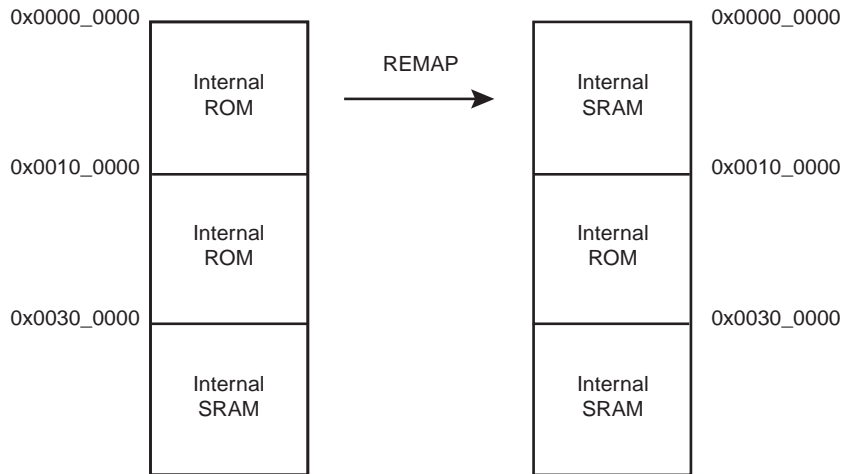 0x0000_0000
Internal
ROM
0x0010_0000
Internal
ROM
0x0030_0000
Internal
SRAM
REMAP
0x0000_0000
Internal
SRAM
0x0010_0000
Internal
ROM
0x0030_0000
Internal
SRAM